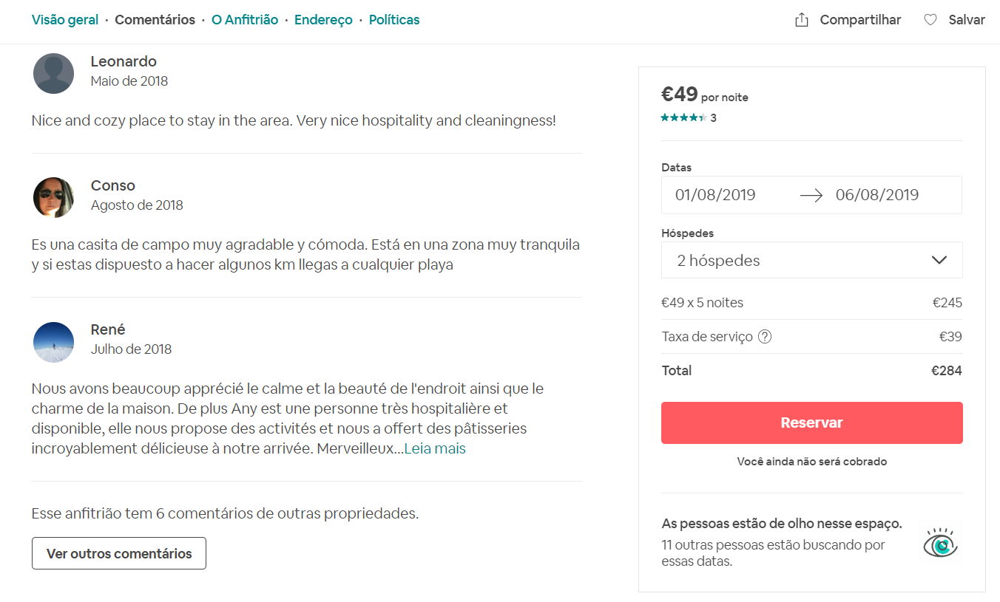 Visão geral · Comentários · O Anfitrião · Endereço · Políticas
Compartilhar
Salvar
Leonardo
Maio de 2018
Nice and cozy place to stay in the area. Very nice hospitality and cleaningness!
Conso
Agosto de 2018
Es una casita de campo muy agradable y cómoda. Está en una zona muy tranquila
y si estas dispuesto a hacer algunos km llegas a cualquier playa
René
Julho de 2018
Nous avons beaucoup apprécié le calme et la beauté de l'endroit ainsi que le
charme de la maison. De plus Any est une personne très hospitalière et
disponible, elle nous propose des activités et nous a offert des pâtisseries
incroyablement délicieuse à notre arrivée. Merveilleux...Leia mais
Esse anfitrião tem 6 comentários de outras propriedades.
Ver outros comentários
€49 por noite
3
Datas
01/08/2019 → 06/08/2019
Hóspedes
2 hóspedes
€49 x 5 noites €245
Taxa de serviço ? €39
Total €284
Reservar
Você ainda não será cobrado
As pessoas estão de olho nesse espaço.
11 outras pessoas estão buscando por
essas datas.